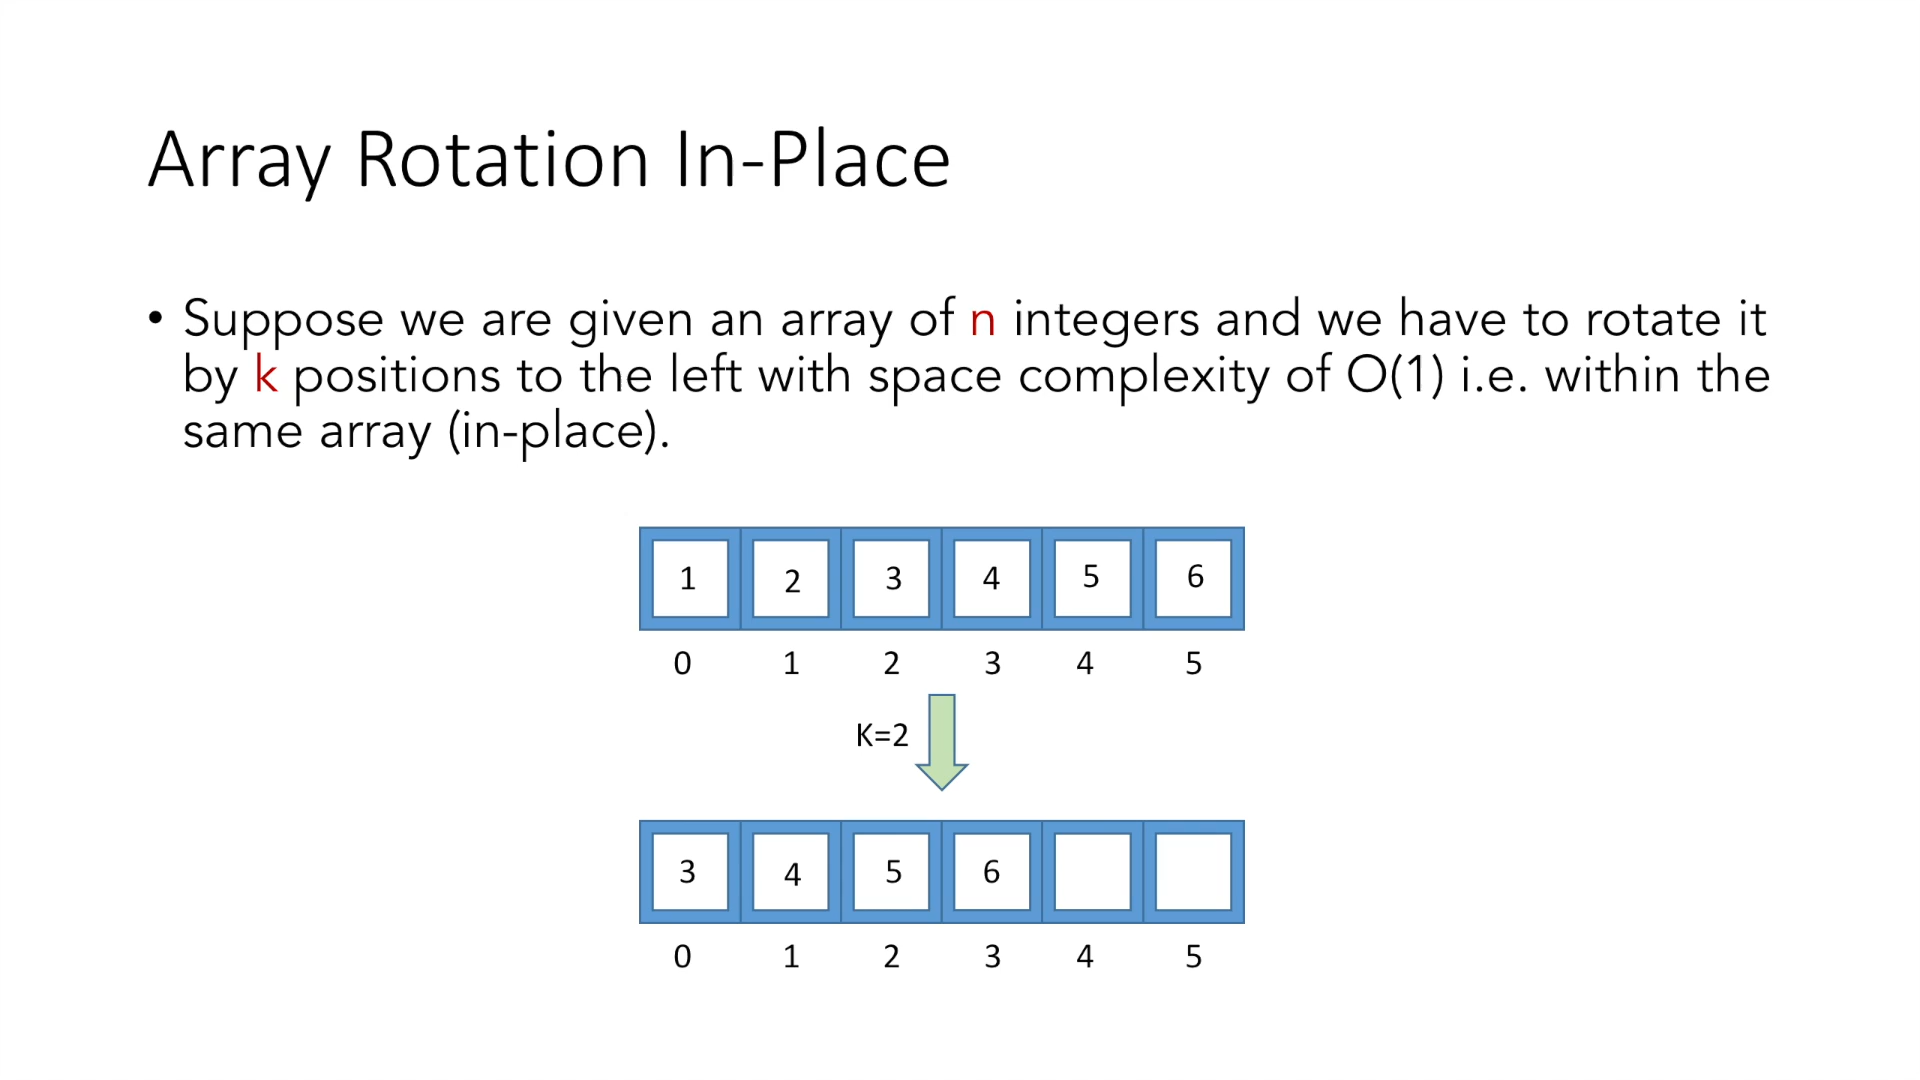 Array Rotation In-Place
• Suppose we are given an array of n integers and we have to rotate it
by k positions to the left with space complexity of O(1) i.e. within the
same array (in-place).
1 2 3 4 5 6
0 1 2 3 4 5
K=2
3 4 5 6
0 1 2 3 4 5